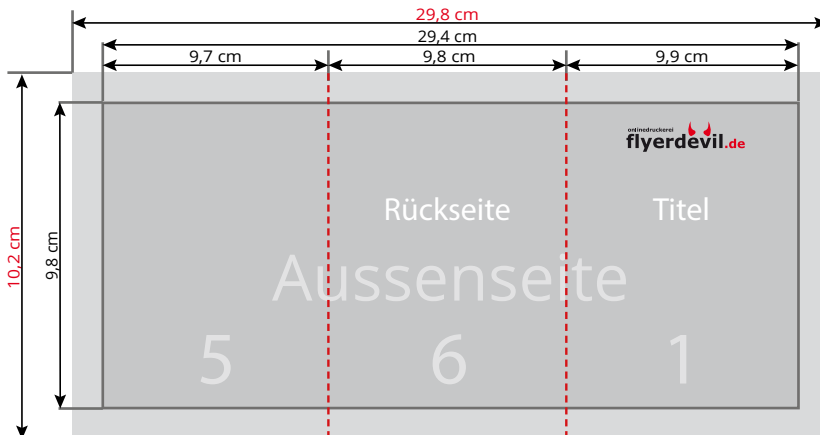 29,8 cm
29,4 cm
9,7 cm
9,8 cm
9,9 cm
10,2 cm
9,8 cm
onlinedruckerei
flyerdevil.de
Rückseite
Titel
Aussenseite
5
6
1